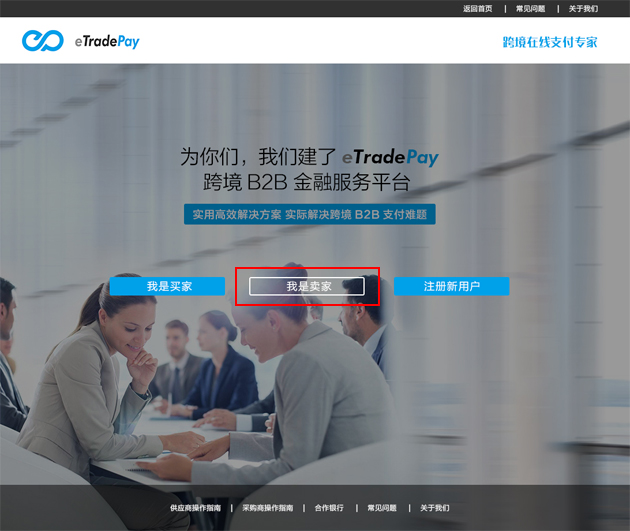 返回首页 | 常见问题 | 关于我们
eTradePay
跨境在线支付专家
为你们，我们建了 eTradePay
跨境 B2B 金融服务平台
实用高效解决方案 实际解决跨境 B2B 支付难题
我是买家
我是卖家
注册新用户
供应商操作指南 | 采购商操作指南 | 合作银行 | 常见问题 | 关于我们